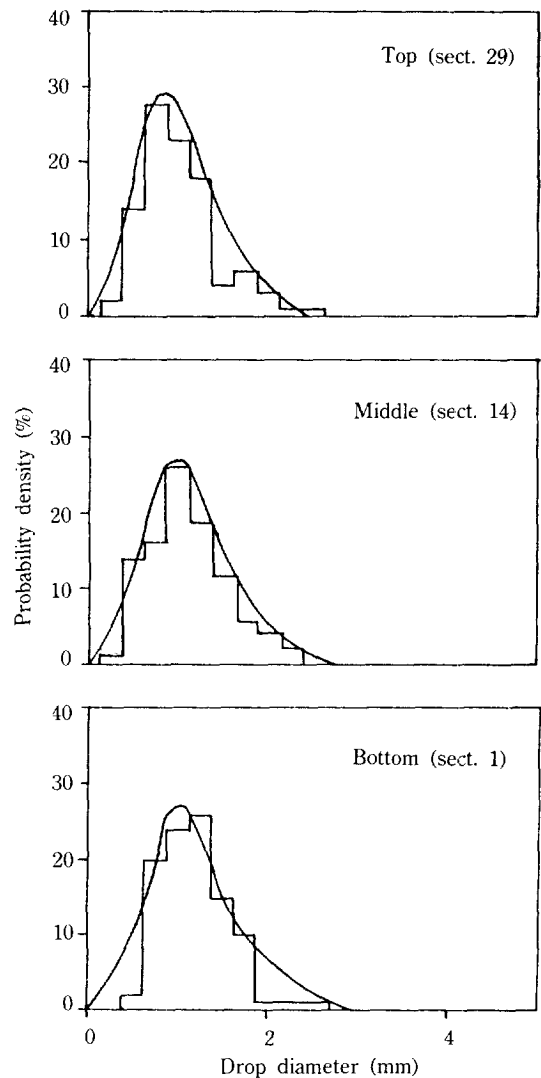 40
Top (sect. 29)
30
20
10
0
40
Middle (sect. 14)
30
20
10
0
Probability density (%)
40
Bottom (sect. 1)
30
20
10
0
0 2 4
Drop diameter (mm)